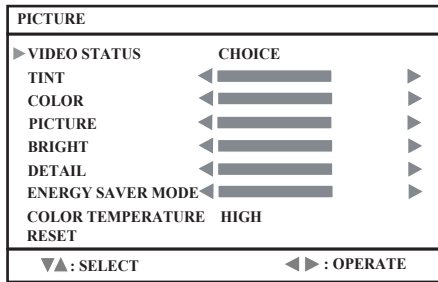 PICTURE
VIDEO STATUS CHOICE
TINT
COLOR
PICTURE
BRIGHT
DETAIL
ENERGY SAVER MODE
COLOR TEMPERATURE HIGH
RESET
▼▲: SELECT ◀ ▶ : OPERATE